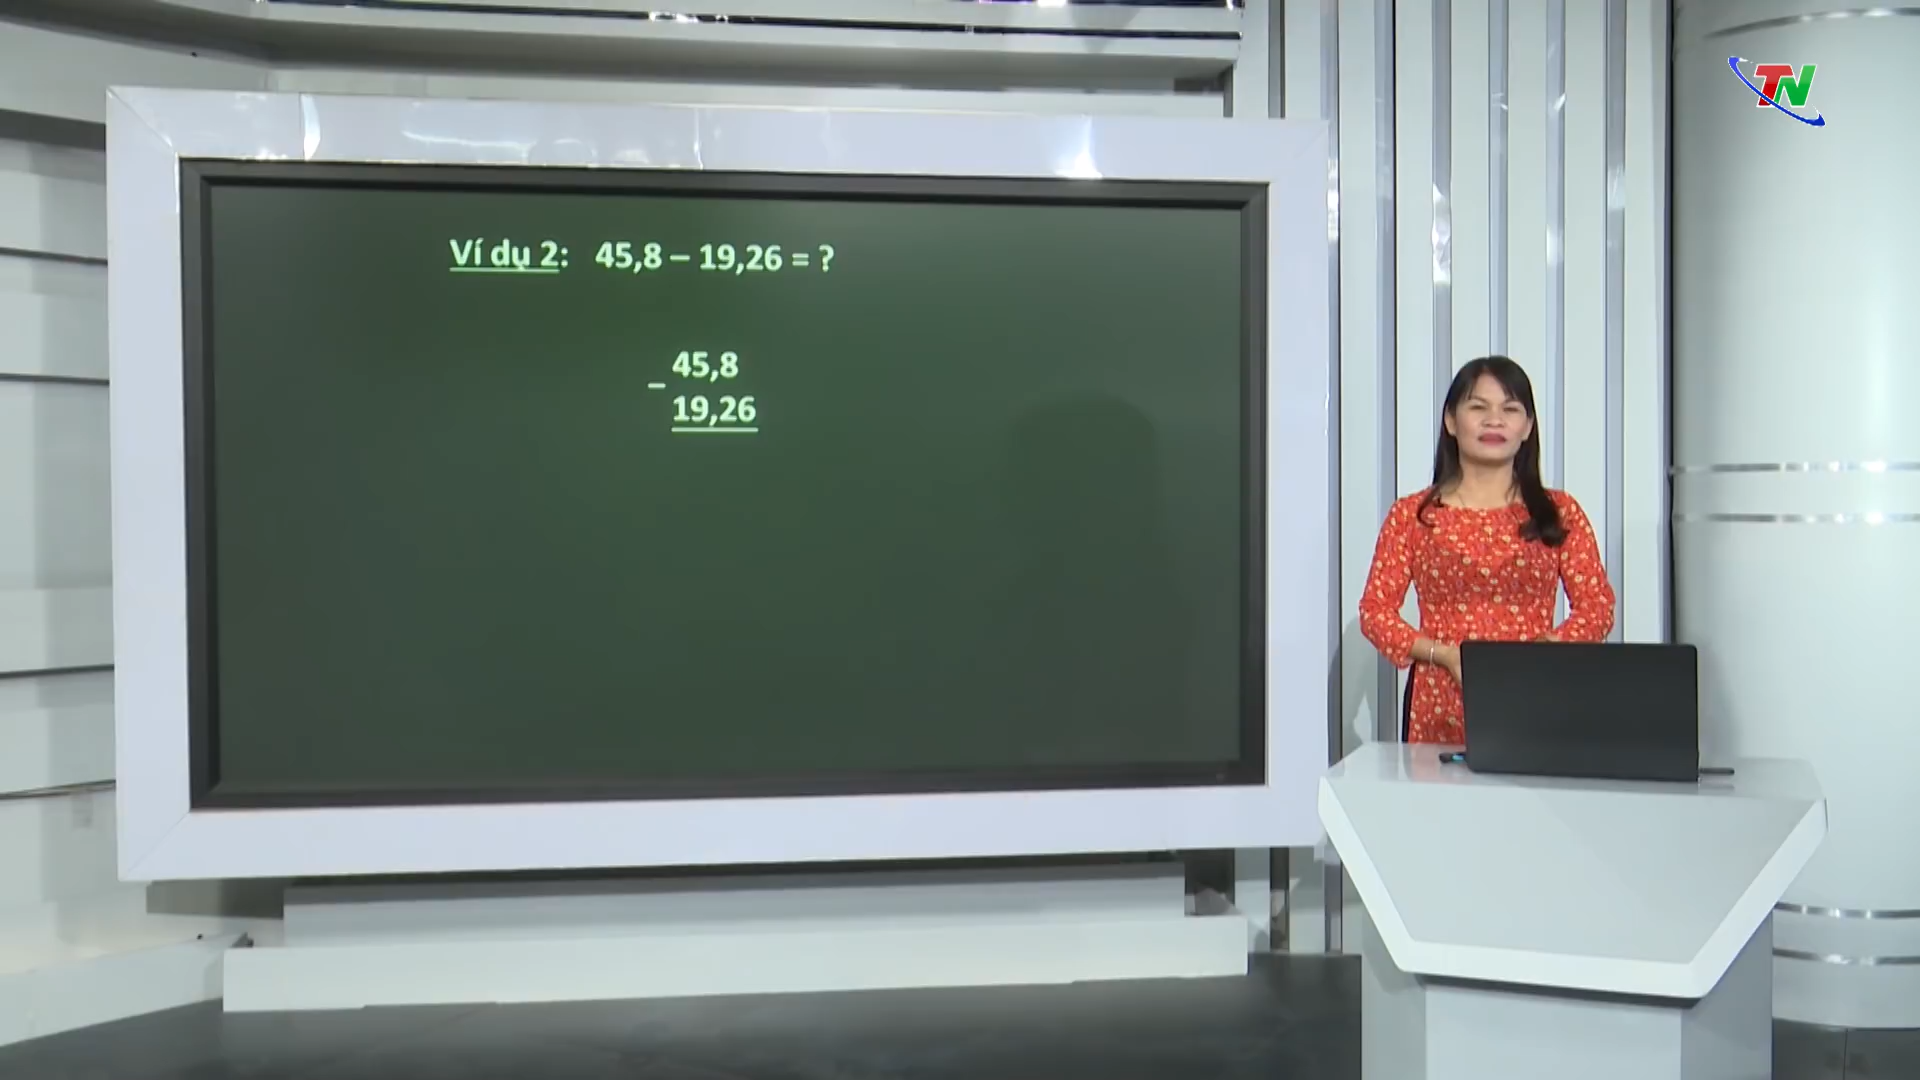 TN
Ví dụ 2: 45,8 – 19,26 = ?
45,8
–
19,26